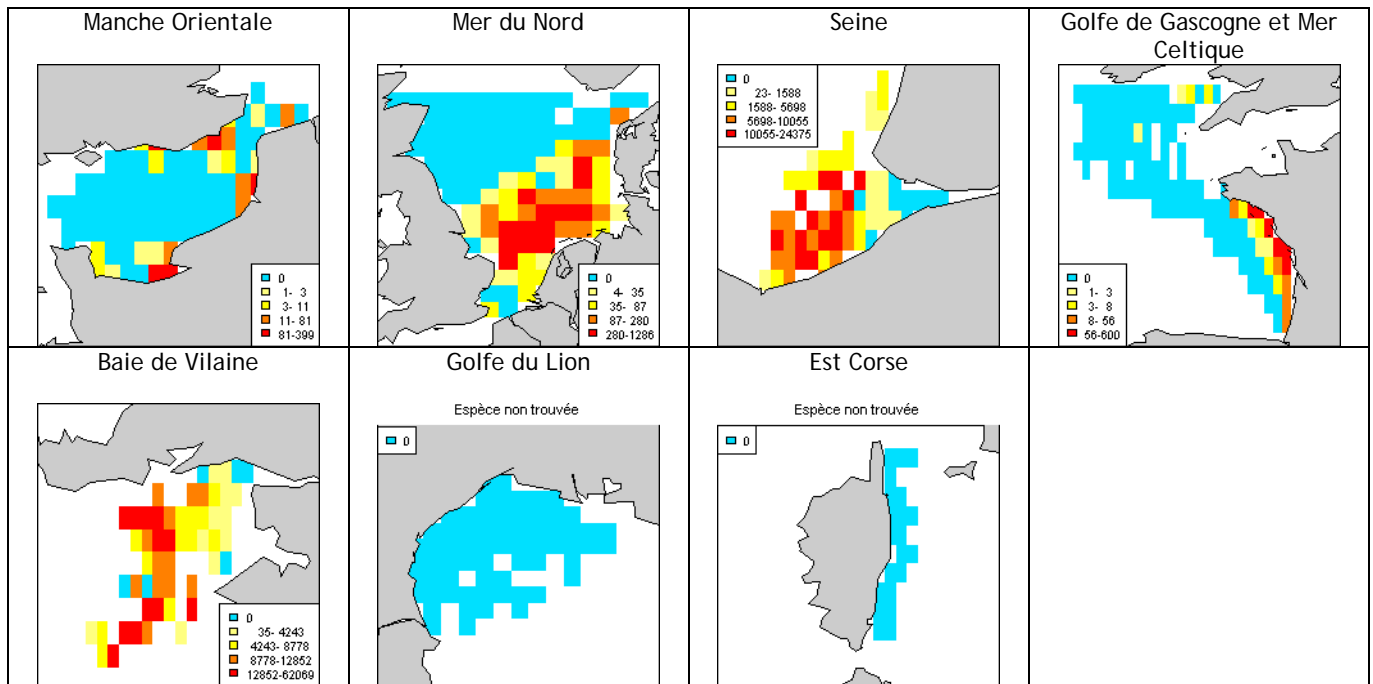 Manche Orientale
0
1- 3
3- 11
11- 81
81-399
Mer du Nord
0
4- 35
35- 87
87- 280
280-1286
Seine
0
23- 1588
1588- 5698
5698-10055
10055-24375
Golfe de Gascogne et Mer
Celtique
0
1- 3
3- 8
8- 56
56-600
Baie de Vilaine
0
35- 4243
4243- 8778
8778-12852
12852-62069
Golfe du Lion
Espèce non trouvée
0
Est Corse
Espèce non trouvée
0